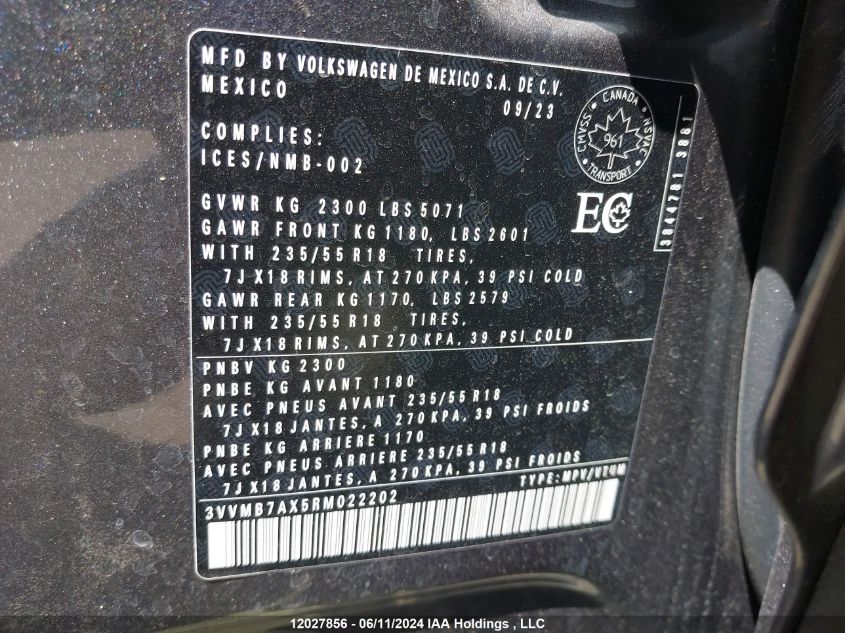 MFD BY VOLKSWAGEN DE MEXICO S.A. DE C.V.
MEXICO 09/23
COMPLIES:
ICES/NMB-002
CANADA
CMVSS NSVAC
961
TRANSPORT
EC
3844781 3881
GVWR KG 2300 LBS 5071
GAWR FRONT KG 1180, LBS 2601
WITH 235/55 R18 TIRES,
7J X18 RIMS, AT 270 KPA, 39 PSI COLD
GAWR REAR KG 1170, LBS 2579
WITH 235/55 R18 TIRES,
7J X18 RIMS, AT 270 KPA, 39 PSI COLD
PNBV KG 2300
PNBE KG AVANT 1180
AVEC PNEUS AVANT 235/55 R18
7J X18 JANTES, A 270 KPA, 39 PSI FROIDS
PNBE KG ARRIERE 1170
AVEC PNEUS ARRIERE 235/55 R18
7J X18 JANTES, A 270 KPA, 39 PSI FROIDS
3VVMB7AX5RM022202 TYPE: MPV/VTUM
12027856 - 06/11/2024 IAA Holdings, LLC